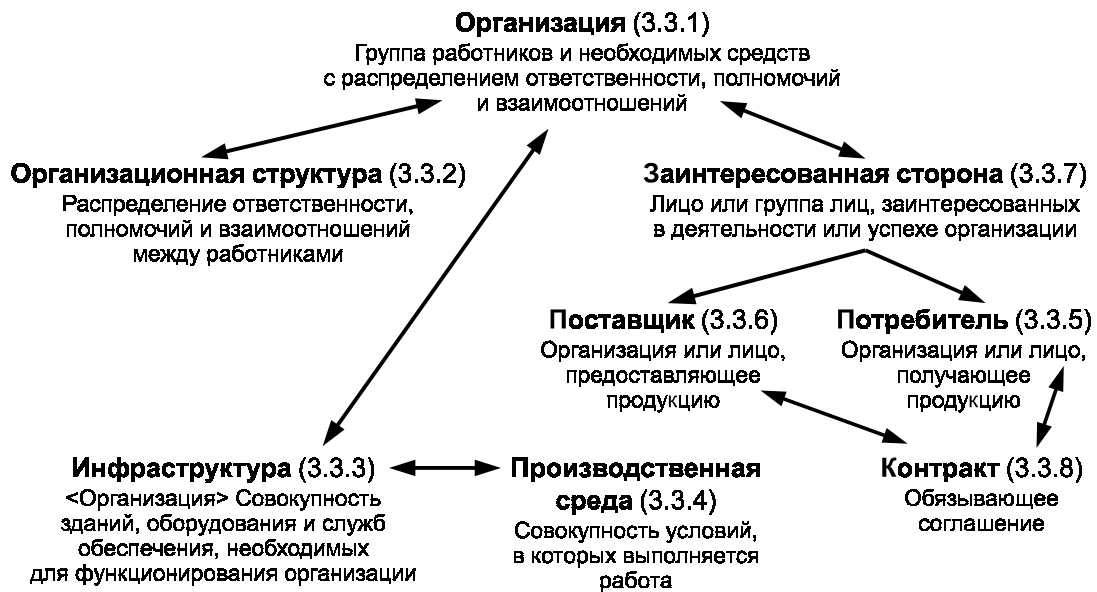 Организация (3.3.1)
Группа работников и необходимых средств
с распределением ответственности, полномочий
и взаимоотношений
Организационная структура (3.3.2)
Распределение ответственности,
полномочий и взаимоотношений
между работниками
Заинтересованная сторона (3.3.7)
Лицо или группа лиц, заинтересованных
в деятельности или успехе организации
Поставщик (3.3.6)
Организация или лицо,
предоставляющее
продукцию
Потребитель (3.3.5)
Организация или лицо,
получающее
продукцию
Инфраструктура (3.3.3)
<Организация> Совокупность
зданий, оборудования и служб
обеспечения, необходимых
для функционирования организации
Производственная
среда (3.3.4)
Совокупность условий,
в которых выполняется
работа
Контракт (3.3.8)
Обязывающее
соглашение